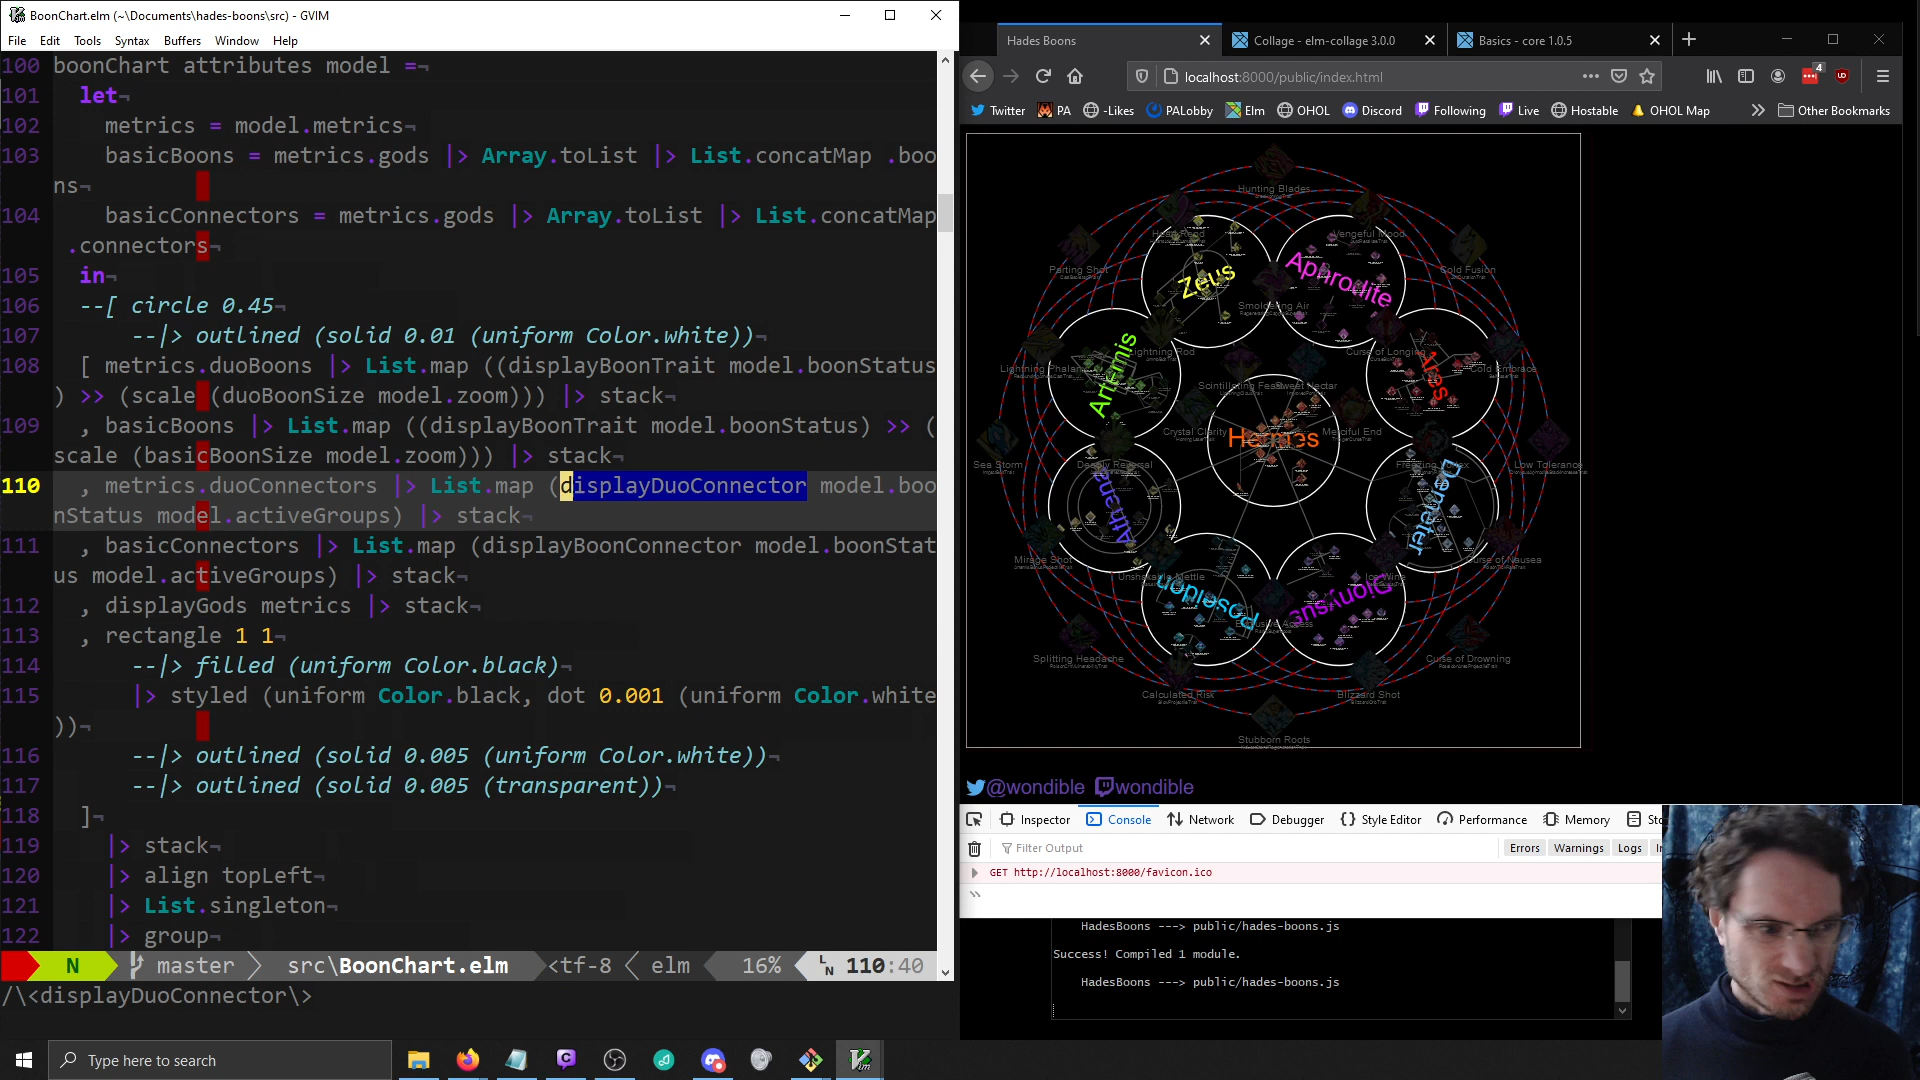 BoonChart.elm (~\Documents\hades-boons\src) - GVIM
File Edit Tools Syntax Buffers Window Help
100 boonChart attributes model =¬
101 let¬
102 metrics = model.metrics¬
103 basicBoons = metrics.gods |> Array.toList |> List.concatMap .boo
ns¬
104 basicConnectors = metrics.gods |> Array.toList |> List.concatMap
.connectors¬
105 in¬
106 --[ circle 0.45¬
107 --|> outlined (solid 0.01 (uniform Color.white))¬
108 [ metrics.duoBoons |> List.map ((displayBoonTrait model.boonStatus
) >> (scale (duoBoonSize model.zoom))) |> stack¬
109 , basicBoons |> List.map ((displayBoonTrait model.boonStatus) >> (
scale (basicBoonSize model.zoom))) |> stack¬
110 , metrics.duoConnectors |> List.map (displayDuoConnector model.boo
nStatus model.activeGroups) |> stack¬
111 , basicConnectors |> List.map (displayBoonConnector model.boonStat
us model.activeGroups) |> stack¬
112 , displayGods metrics |> stack¬
113 , rectangle 1 1¬
114 --|> filled (uniform Color.black)¬
115 |> styled (uniform Color.black, dot 0.001 (uniform Color.white
))¬
116 --|> outlined (solid 0.005 (uniform Color.white))¬
117 --|> outlined (solid 0.005 (transparent))¬
118 ]¬
119 |> stack¬
120 |> align topLeft¬
121 |> List.singleton¬
122 |> group¬
N master src\BoonChart.elm <tf-8 elm 16% LN 110:40
/\<displayDuoConnector\>
Hades Boons
Collage - elm-collage 3.0.0
Basics - core 1.0.5
localhost:8000/public/index.html
4
Twitter PA -Likes PALobby Elm OHOL Discord Following Live Hostable OHOL Map Other Bookmarks
Hunting Blades
Heart Rend
Vengeful Mood
Parting Shot
Cold Fusion
Zeus
Aphrodite
Smoldering Air
Lightning Rod
Curse of Longing
Lightning Phalanx
Cold Embrace
Artemis
Ares
Scintillating Feast
Sweet Nectar
Crystal Clarity
Hermes
Merciful End
Sea Storm
Deadly Reversal
Freezing Vortex
Low Tolerance
Athena
Demeter
Mirage Shot
Curse of Nausea
Unshakable Mettle
Ice Wine
Poseidon
Dionysus
Exclusive Access
Splitting Headache
Curse of Drowning
Calculated Risk
Blizzard Shot
Stubborn Roots
@wondible wondible
Inspector Console Network Debugger Style Editor Performance Memory Sto
Filter Output
Errors Warnings Logs
GET http://localhost:8000/favicon.ico
HadesBoons ---> public/hades-boons.js
Success! Compiled 1 module.
HadesBoons ---> public/hades-boons.js
Type here to search